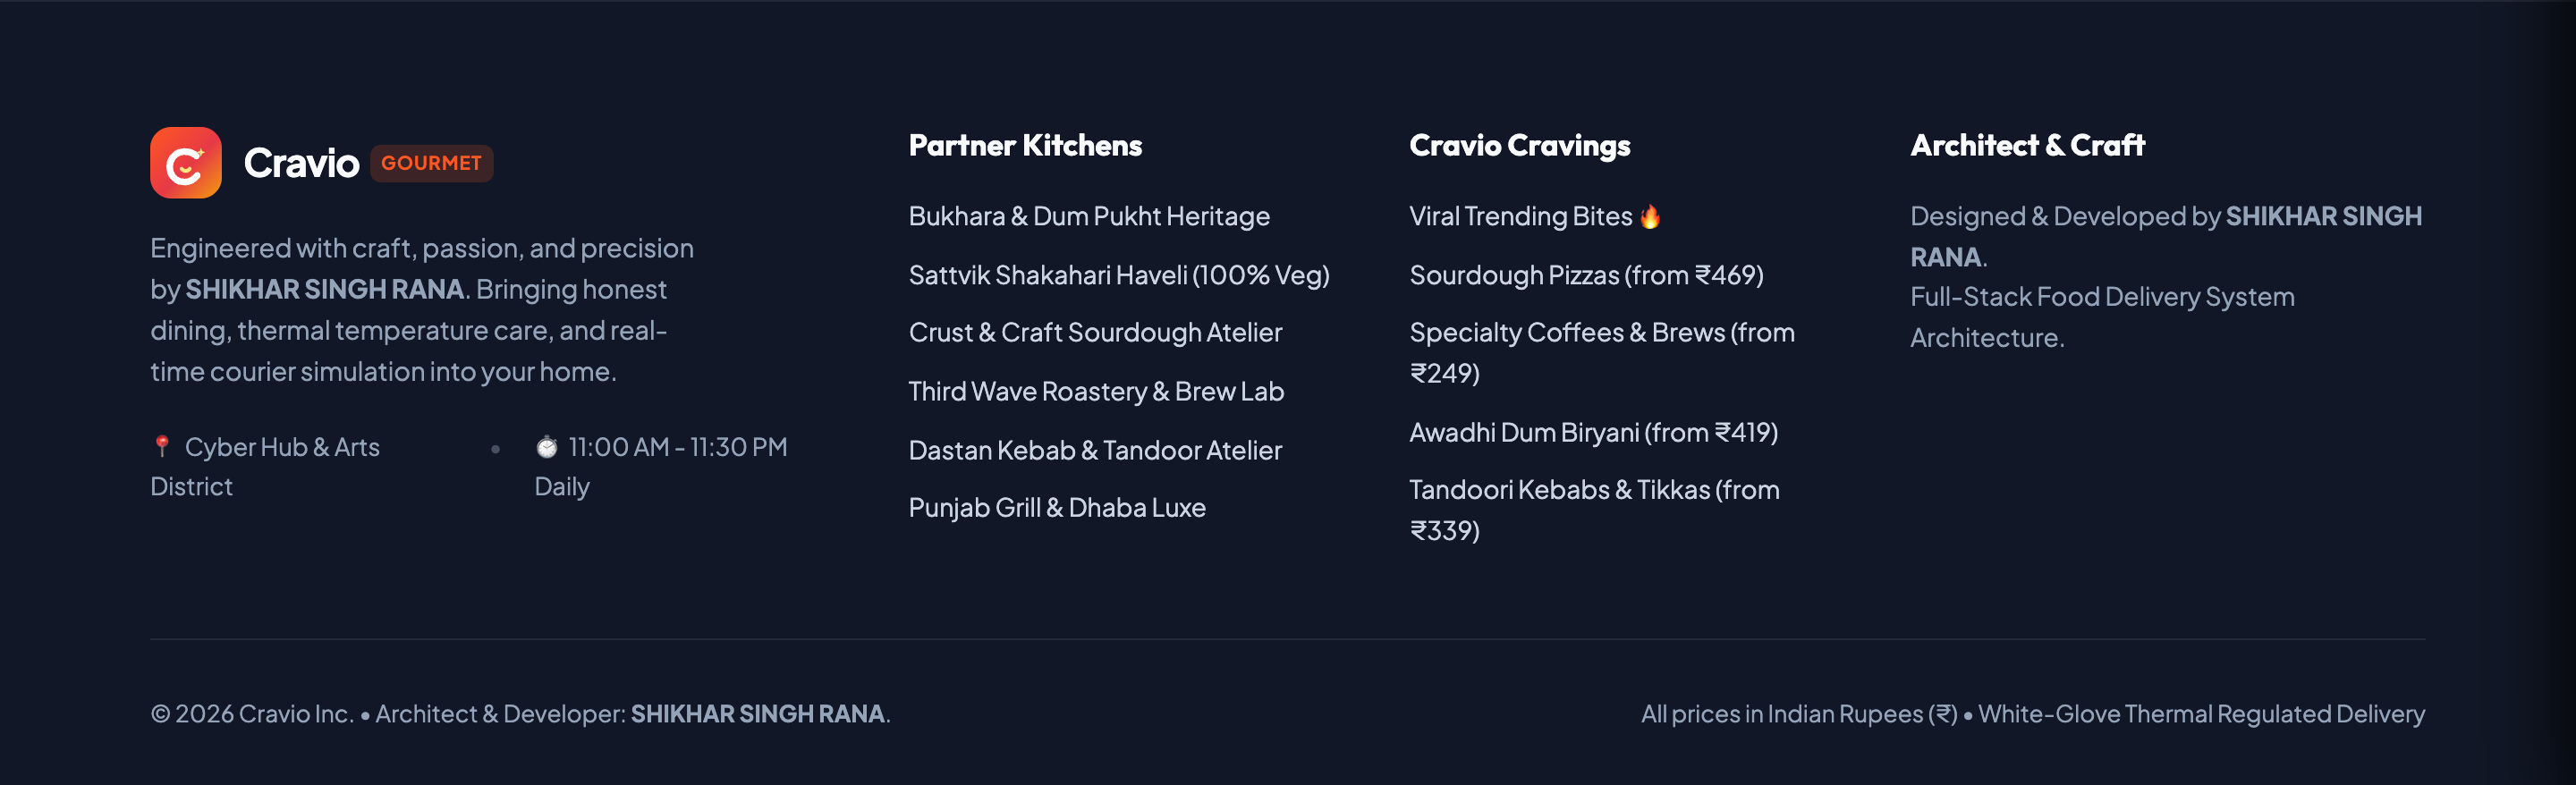 Cravio GOURMET
Engineered with craft, passion, and precision
by SHIKHAR SINGH RANA. Bringing honest
dining, thermal temperature care, and real-
time courier simulation into your home.
📍 Cyber Hub & Arts
District
•
⏱️ 11:00 AM - 11:30 PM
Daily
Partner Kitchens
Bukhara & Dum Pukht Heritage
Sattvik Shakahari Haveli (100% Veg)
Crust & Craft Sourdough Atelier
Third Wave Roastery & Brew Lab
Dastan Kebab & Tandoor Atelier
Punjab Grill & Dhaba Luxe
Cravio Cravings
Viral Trending Bites 🔥
Sourdough Pizzas (from ₹469)
Specialty Coffees & Brews (from
₹249)
Awadhi Dum Biryani (from ₹419)
Tandoori Kebabs & Tikkas (from
₹339)
Architect & Craft
Designed & Developed by SHIKHAR SINGH
RANA.
Full-Stack Food Delivery System
Architecture.
© 2026 Cravio Inc. • Architect & Developer: SHIKHAR SINGH RANA.
All prices in Indian Rupees (₹) • White-Glove Thermal Regulated Delivery